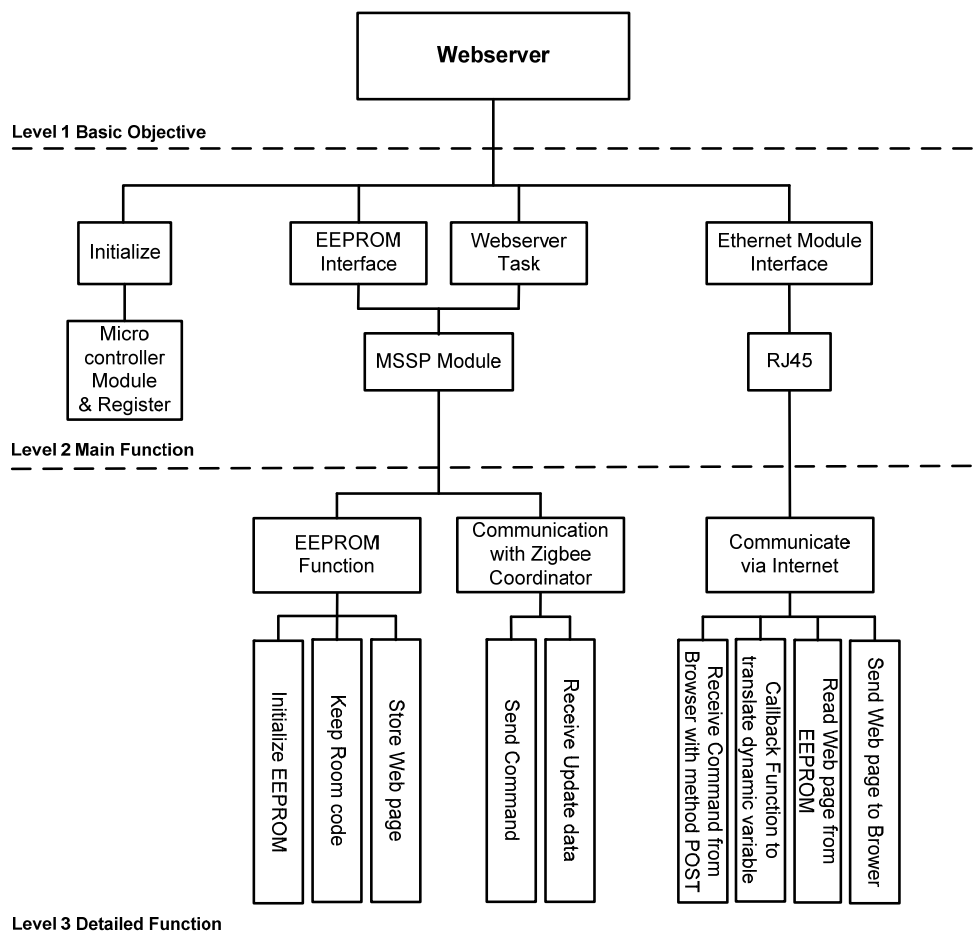 Webserver
Level 1 Basic Objective
Initialize
EEPROM
Interface
Webserver
Task
Ethernet Module
Interface
Micro
controller
Module
& Register
MSSP Module
RJ45
Level 2 Main Function
EEPROM
Function
Communication
with Zigbee
Coordinator
Communicate
via Internet
Initialize EEPROM
Keep Room code
Store Web page
Send Command
Receive Update data
Receive Command from
Browser with method POST
Callback Function to
translate dynamic variable
Read Web page from
EEPROM
Send Web page to Brower
Level 3 Detailed Function